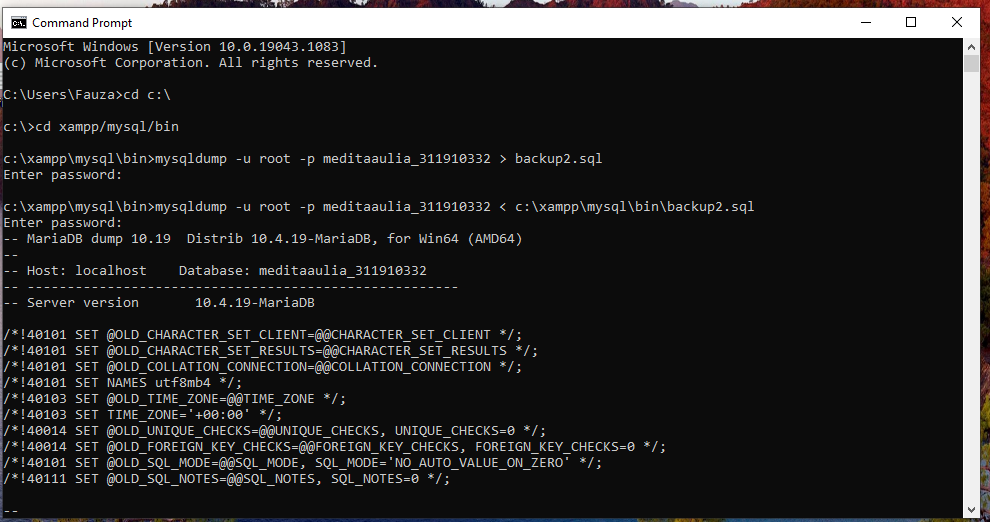 Command Prompt
Microsoft Windows [Version 10.0.19043.1083]
(c) Microsoft Corporation. All rights reserved.
C:\Users\Fauza>cd c:\
c:\>cd xampp/mysql/bin
c:\xampp\mysql\bin>mysqldump -u root -p meditaaulia_311910332 > backup2.sql
Enter password:
c:\xampp\mysql\bin>mysqldump -u root -p meditaaulia_311910332 < c:\xampp\mysql\bin\backup2.sql
Enter password:
-- MariaDB dump 10.19  Distrib 10.4.19-MariaDB, for Win64 (AMD64)
--
-- Host: localhost    Database: meditaaulia_311910332
-- ------------------------------------------------------
-- Server version       10.4.19-MariaDB
/*!40101 SET @OLD_CHARACTER_SET_CLIENT=@@CHARACTER_SET_CLIENT */;
/*!40101 SET @OLD_CHARACTER_SET_RESULTS=@@CHARACTER_SET_RESULTS */;
/*!40101 SET @OLD_COLLATION_CONNECTION=@@COLLATION_CONNECTION */;
/*!40101 SET NAMES utf8mb4 */;
/*!40103 SET @OLD_TIME_ZONE=@@TIME_ZONE */;
/*!40103 SET TIME_ZONE='+00:00' */;
/*!40014 SET @OLD_UNIQUE_CHECKS=@@UNIQUE_CHECKS, UNIQUE_CHECKS=0 */;
/*!40014 SET @OLD_FOREIGN_KEY_CHECKS=@@FOREIGN_KEY_CHECKS, FOREIGN_KEY_CHECKS=0 */;
/*!40101 SET @OLD_SQL_MODE=@@SQL_MODE, SQL_MODE='NO_AUTO_VALUE_ON_ZERO' */;
/*!40111 SET @OLD_SQL_NOTES=@@SQL_NOTES, SQL_NOTES=0 */;
--